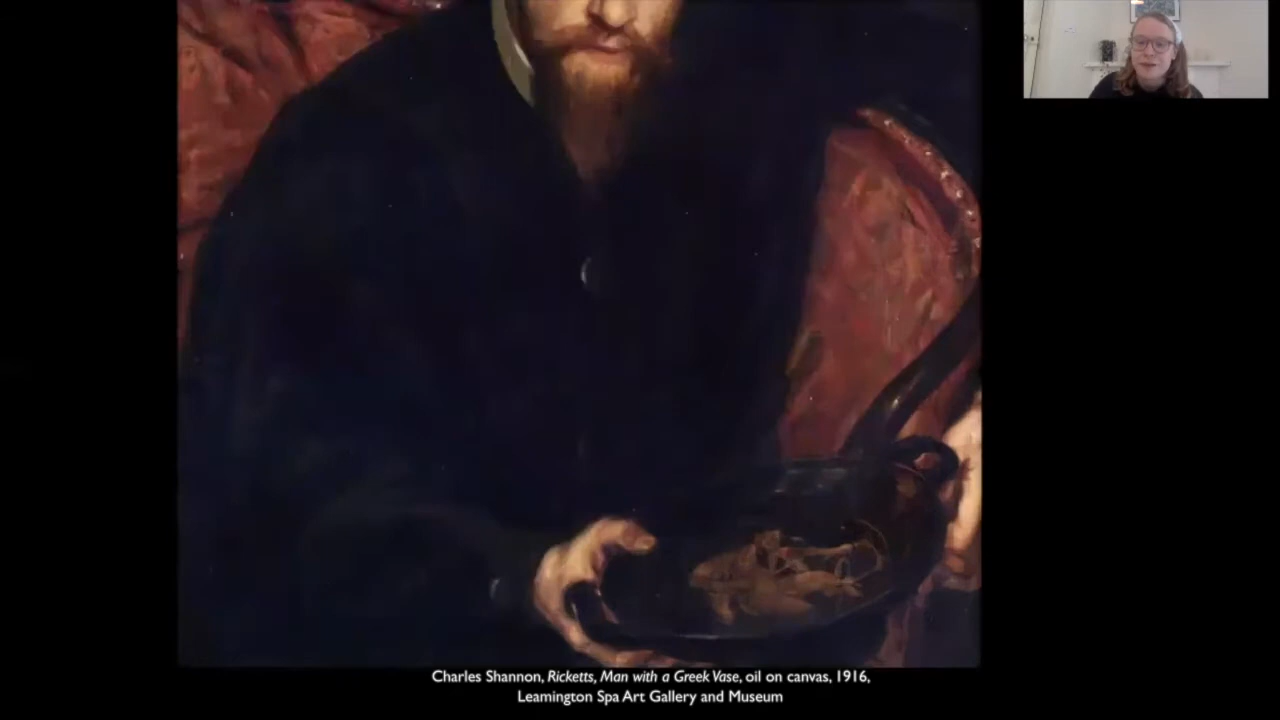 Charles Shannon, Ricketts, Man with a Greek Vase, oil on canvas, 1916,
Leamington Spa Art Gallery and Museum